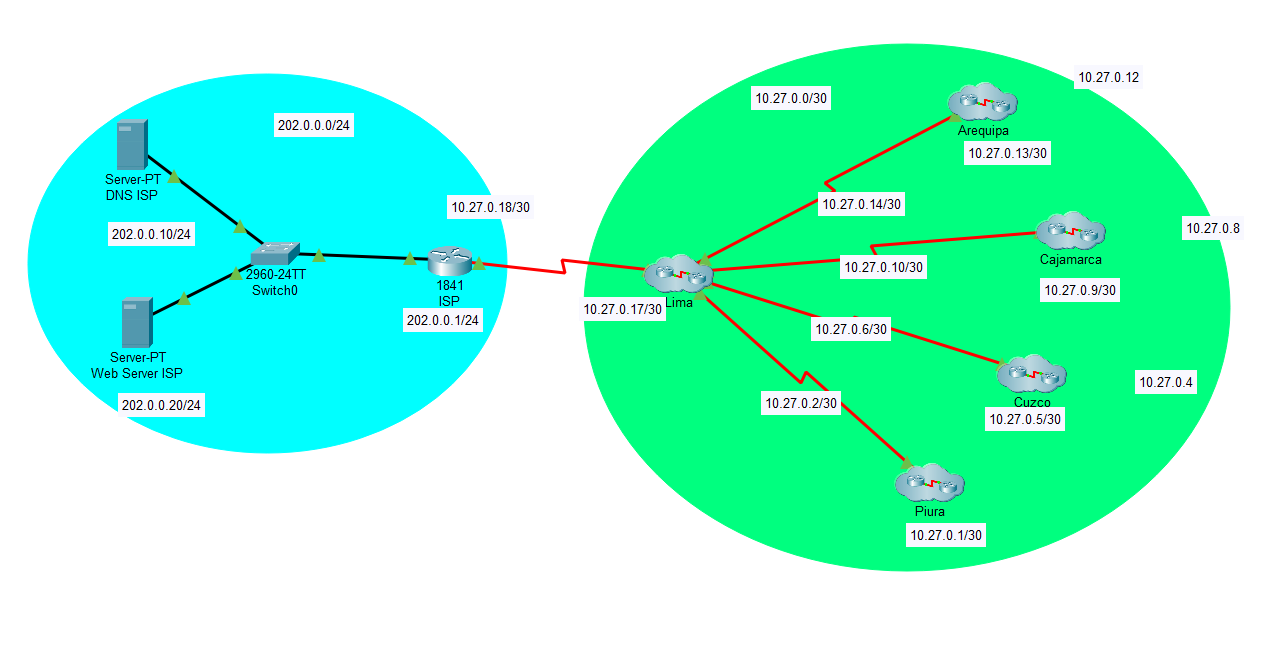 202.0.0.0/24
Server-PT
DNS ISP
202.0.0.10/24
2960-24TT
Switch0
Server-PT
Web Server ISP
202.0.0.20/24
10.27.0.18/30
1841
ISP
202.0.0.1/24
10.27.0.0/30
10.27.0.12
Arequipa
10.27.0.13/30
10.27.0.14/30
10.27.0.8
Cajamarca
10.27.0.10/30
10.27.0.9/30
Lima
10.27.0.17/30
10.27.0.6/30
10.27.0.4
Cuzco
10.27.0.5/30
10.27.0.2/30
Piura
10.27.0.1/30